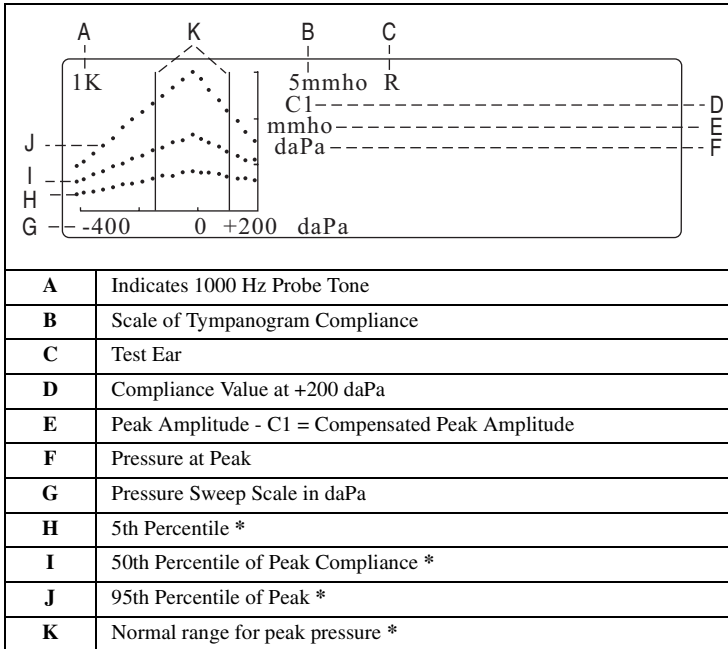 A K B C
1K 5mmho R
C1 D
mmho E
daPa F
J
I
H
G -400 0 +200 daPa
A Indicates 1000 Hz Probe Tone
B Scale of Tympanogram Compliance
C Test Ear
D Compliance Value at +200 daPa
E Peak Amplitude - C1 = Compensated Peak Amplitude
F Pressure at Peak
G Pressure Sweep Scale in daPa
H 5th Percentile *
I 50th Percentile of Peak Compliance *
J 95th Percentile of Peak *
K Normal range for peak pressure *